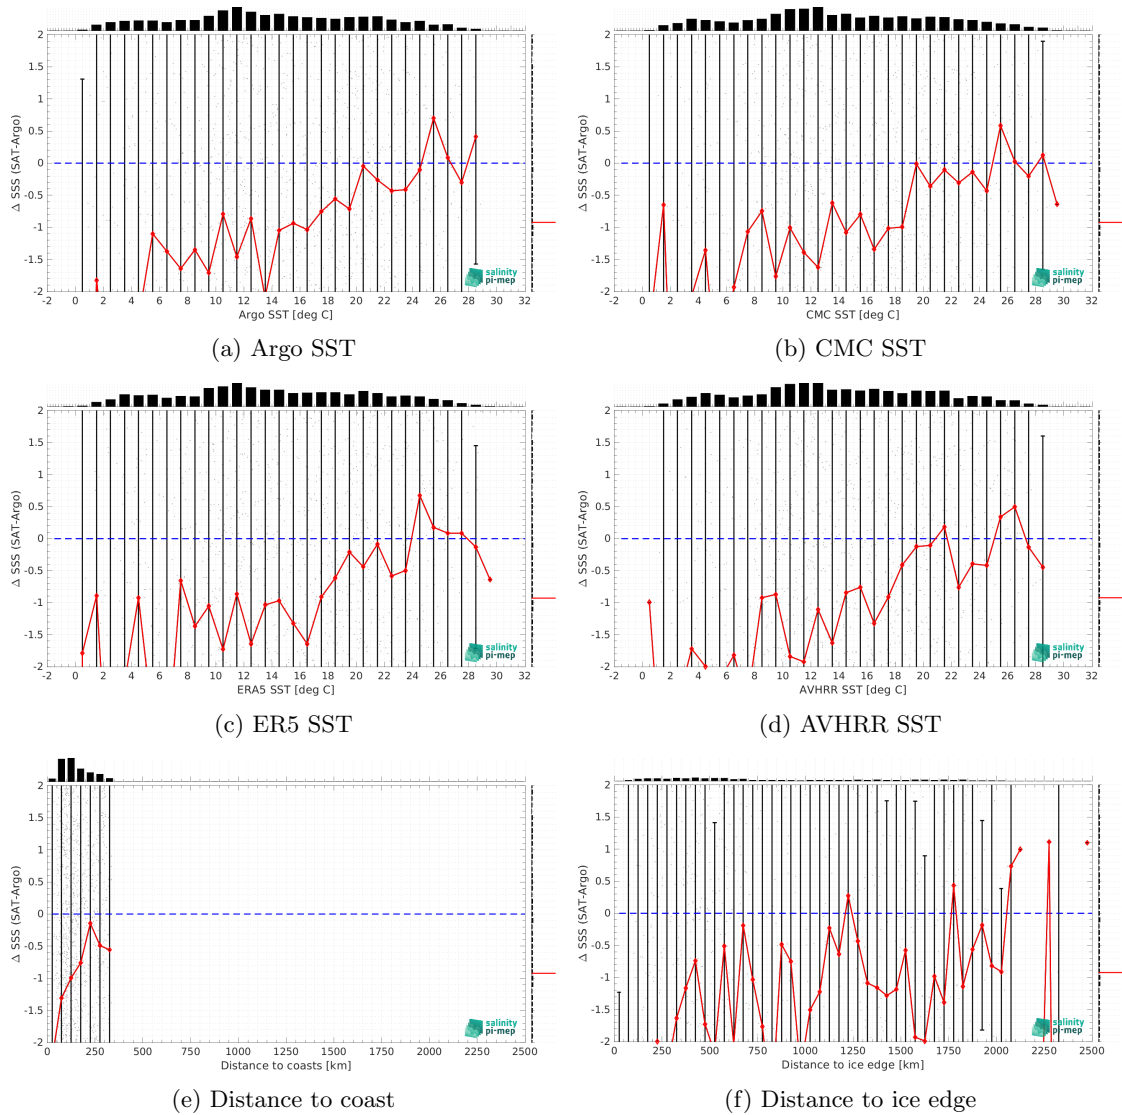 2
1.5
1
0.5
0
-0.5
-1
-1.5
-2
Δ SSS (SAT-Argo)
-2 0 2 4 6 8 10 12 14 16 18 20 22 24 26 28 30 32
Argo SST [deg C]
salinity
pi-mep
(a) Argo SST
2
1.5
1
0.5
0
-0.5
-1
-1.5
-2
Δ SSS (SAT-Argo)
-2 0 2 4 6 8 10 12 14 16 18 20 22 24 26 28 30 32
CMC SST [deg C]
salinity
pi-mep
(b) CMC SST
2
1.5
1
0.5
0
-0.5
-1
-1.5
-2
Δ SSS (SAT-Argo)
-2 0 2 4 6 8 10 12 14 16 18 20 22 24 26 28 30 32
ERA5 SST [deg C]
salinity
pi-mep
(c) ER5 SST
2
1.5
1
0.5
0
-0.5
-1
-1.5
-2
Δ SSS (SAT-Argo)
-2 0 2 4 6 8 10 12 14 16 18 20 22 24 26 28 30 32
AVHRR SST [deg C]
salinity
pi-mep
(d) AVHRR SST
2
1.5
1
0.5
0
-0.5
-1
-1.5
-2
Δ SSS (SAT-Argo)
0 250 500 750 1000 1250 1500 1750 2000 2250 2500
Distance to coasts [km]
salinity
pi-mep
(e) Distance to coast
2
1.5
1
0.5
0
-0.5
-1
-1.5
-2
Δ SSS (SAT-Argo)
0 250 500 750 1000 1250 1500 1750 2000 2250 2500
Distance to ice edge [km]
salinity
pi-mep
(f) Distance to ice edge